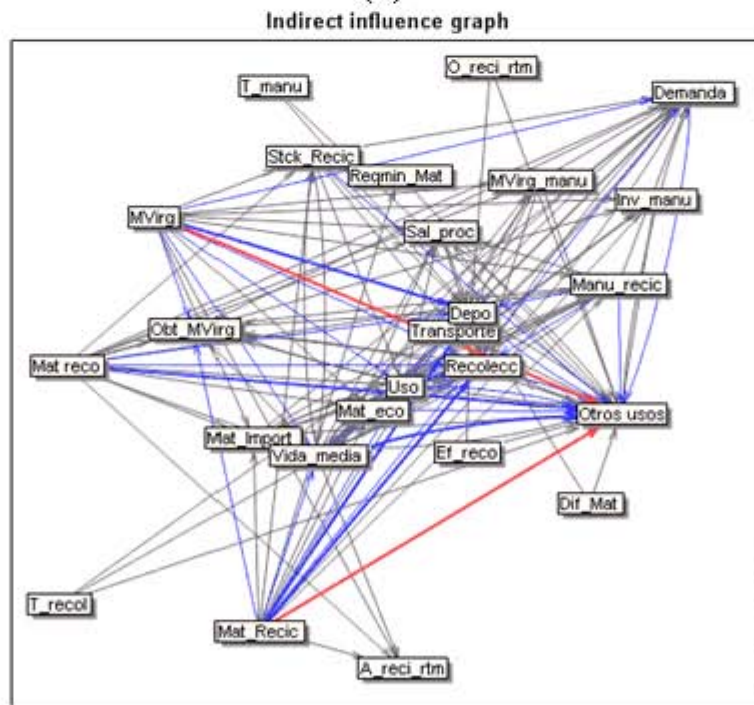 Indirect influence graph
O_reci_rtm
T_manu
Demanda
Stck_Recic
Reqmin_Mat
MVirg_manu
Inv_manu
MVirg
Sal_proc
Manu_recic
Depo
Obt_MVirg
Transporte
Mat reco
Recolecc
Uso
Mat_eco
Otros usos
Mat_Import
Vida_media
Ef_reco
Dif_Mat
T_recol
Mat_Recic
A_reci_rtm